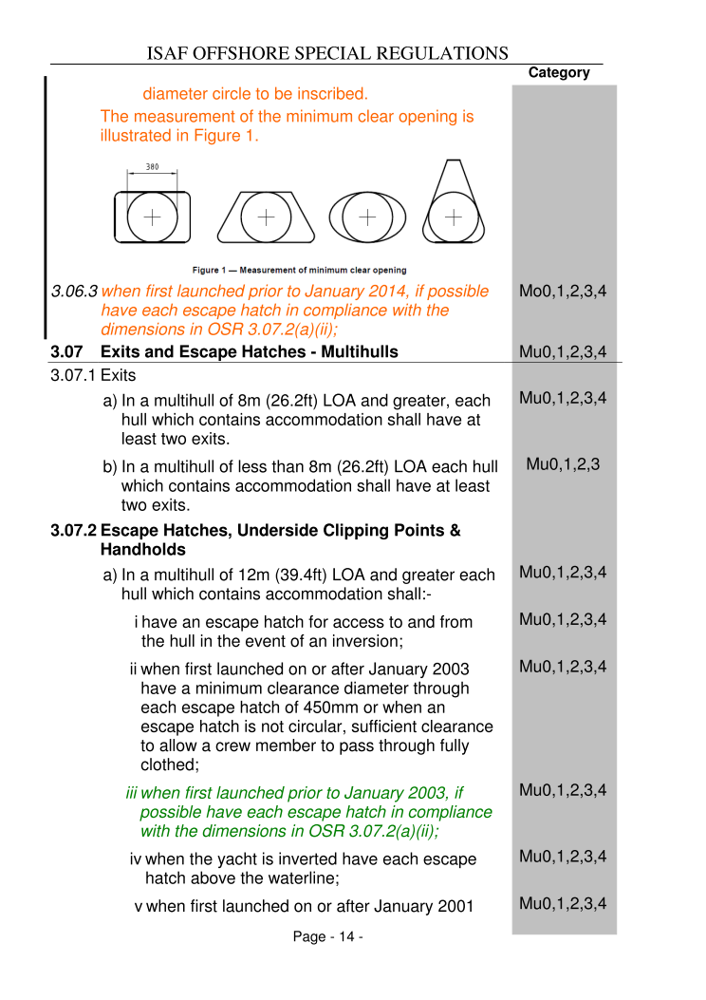 ISAF OFFSHORE SPECIAL REGULATIONS
Category
diameter circle to be inscribed.
The measurement of the minimum clear opening is
illustrated in Figure 1.
380
Figure 1 — Measurement of minimum clear opening
3.06.3 when first launched prior to January 2014, if possible Mo0,1,2,3,4
have each escape hatch in compliance with the
dimensions in OSR 3.07.2(a)(ii);
3.07 Exits and Escape Hatches - Multihulls Mu0,1,2,3,4
3.07.1 Exits
a) In a multihull of 8m (26.2ft) LOA and greater, each Mu0,1,2,3,4
hull which contains accommodation shall have at
least two exits.
b) In a multihull of less than 8m (26.2ft) LOA each hull Mu0,1,2,3
which contains accommodation shall have at least
two exits.
3.07.2 Escape Hatches, Underside Clipping Points &
Handholds
a) In a multihull of 12m (39.4ft) LOA and greater each Mu0,1,2,3,4
hull which contains accommodation shall:-
i have an escape hatch for access to and from Mu0,1,2,3,4
the hull in the event of an inversion;
ii when first launched on or after January 2003 Mu0,1,2,3,4
have a minimum clearance diameter through
each escape hatch of 450mm or when an
escape hatch is not circular, sufficient clearance
to allow a crew member to pass through fully
clothed;
iii when first launched prior to January 2003, if Mu0,1,2,3,4
possible have each escape hatch in compliance
with the dimensions in OSR 3.07.2(a)(ii);
iv when the yacht is inverted have each escape Mu0,1,2,3,4
hatch above the waterline;
v when first launched on or after January 2001 Mu0,1,2,3,4
Page - 14 -